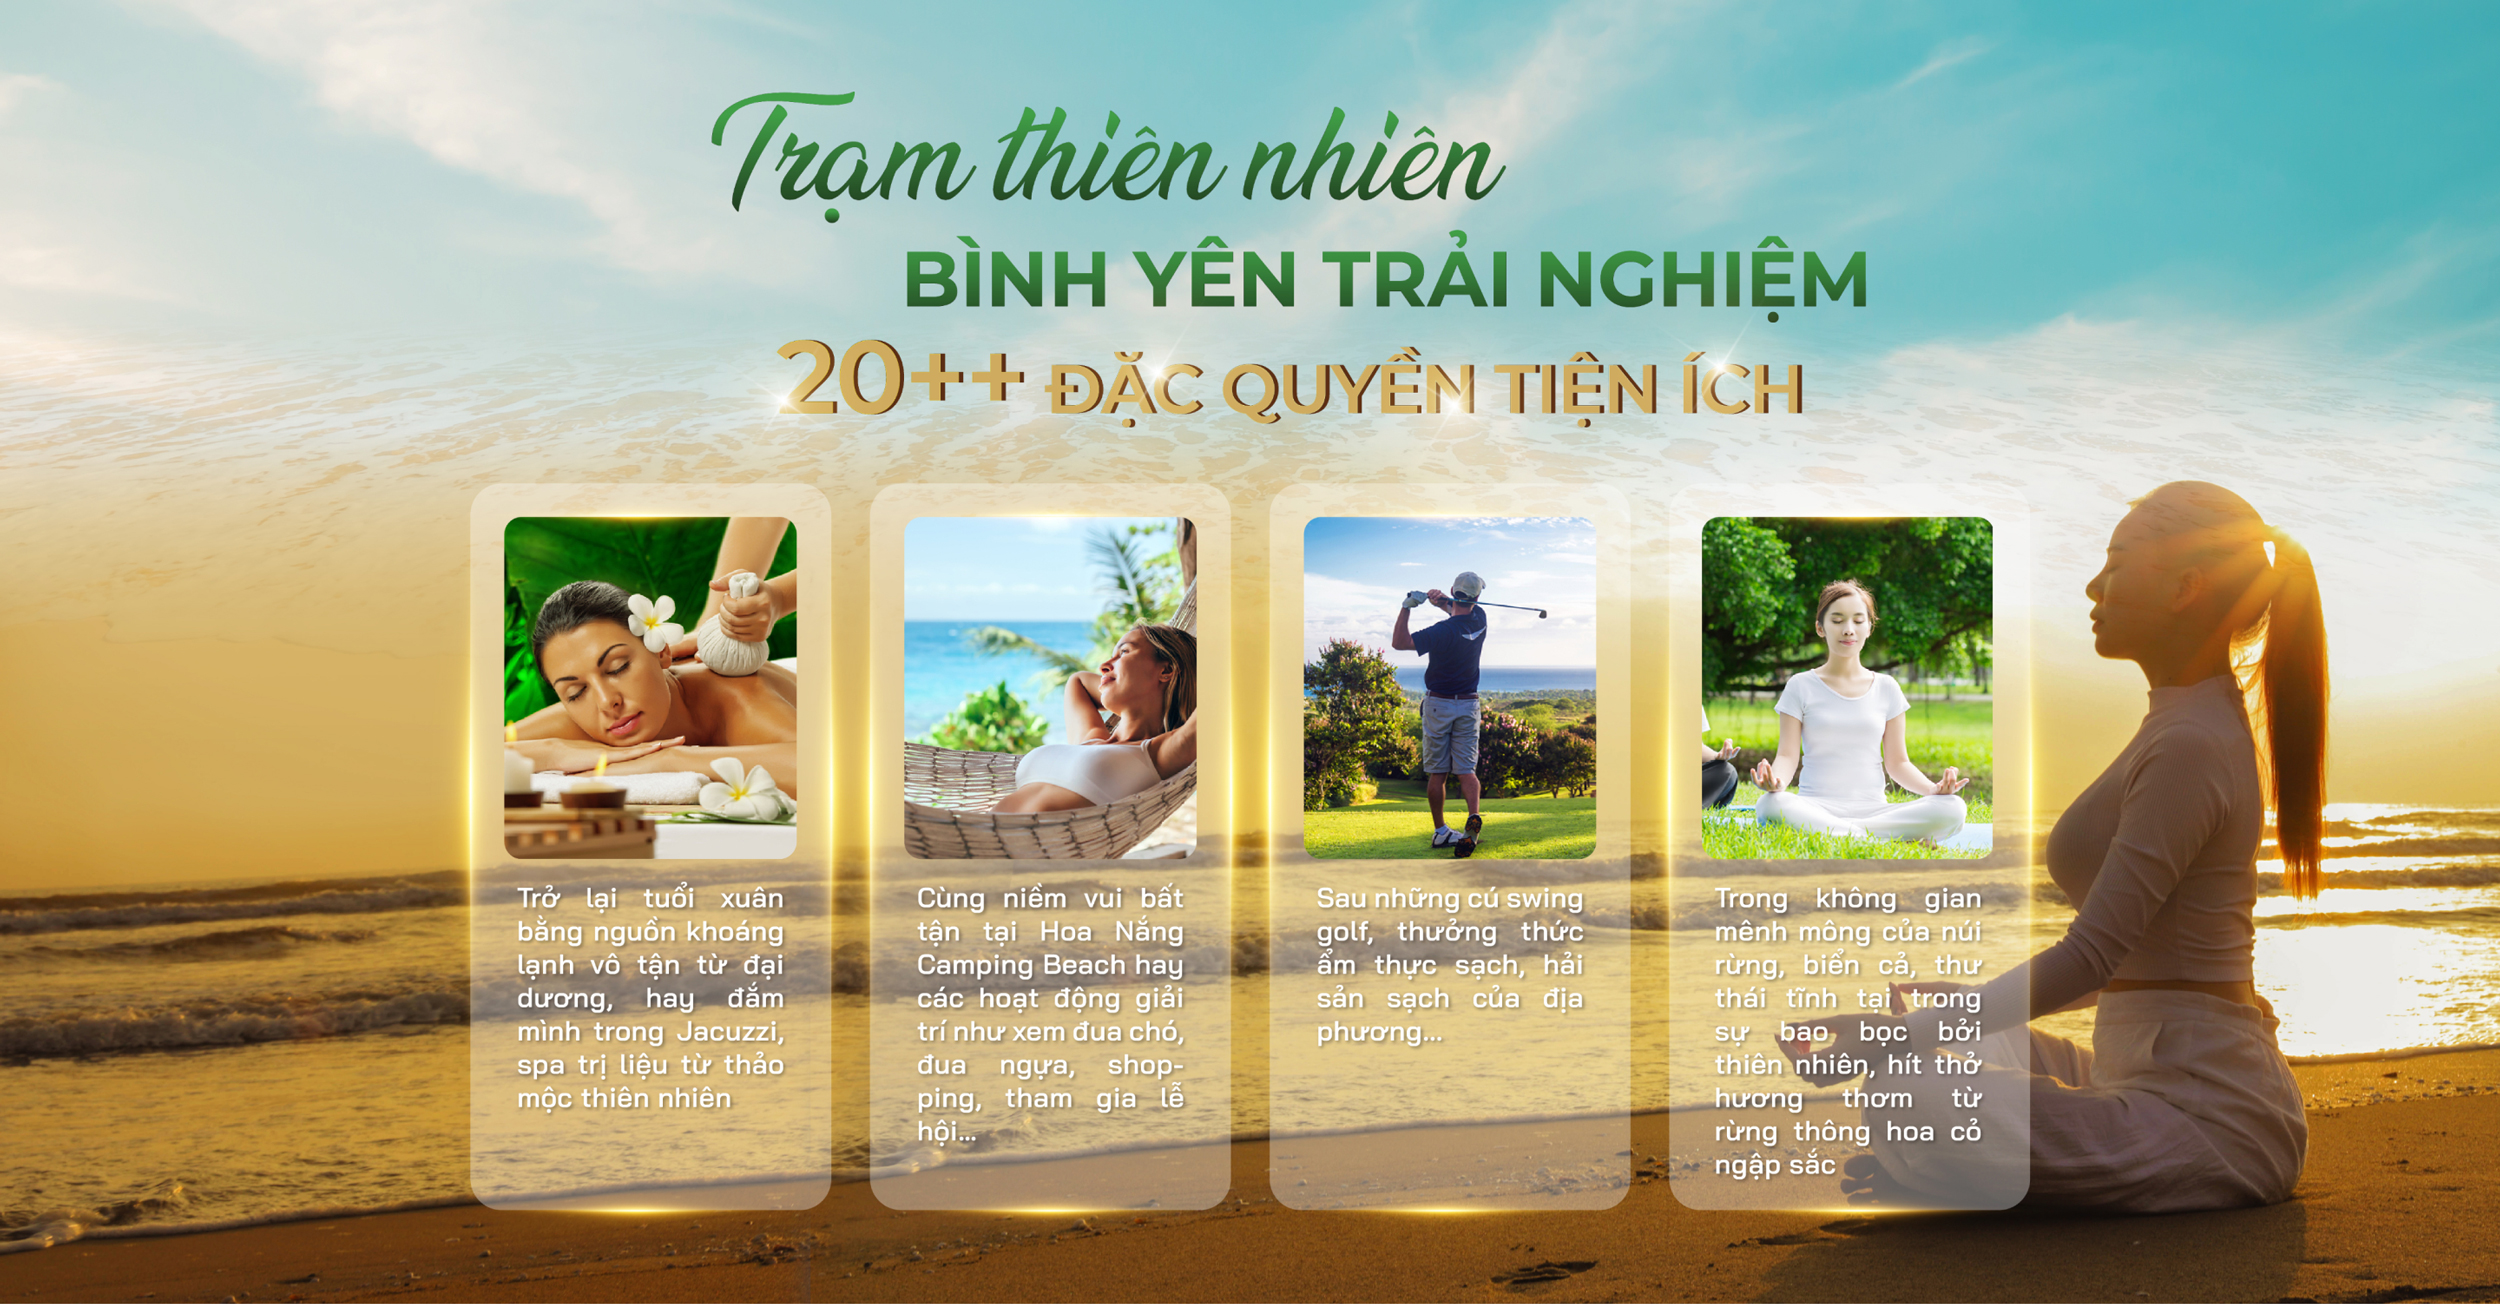 Trạm thiên nhiên
BÌNH YÊN TRẢI NGHIỆM
20++ ĐẶC QUYỀN TIỆN ÍCH
Trở lại tuổi xuân
bằng nguồn khoáng
lạnh vô tận từ đại
dương, hay đắm
mình trong Jacuzzi,
spa trị liệu từ thảo
mộc thiên nhiên
Cùng niềm vui bất
tận tại Hoa Nắng
Camping Beach hay
các hoạt động giải
trí như xem đua chó,
đua ngựa, shop-
ping, tham gia lễ
hội...
Sau những cú swing
golf, thưởng thức
ẩm thực sạch, hải
sản sạch của địa
phương...
Trong không gian
mênh mông của núi
rừng, biển cả, thư
thái tĩnh tại trong
sự bao bọc bởi
thiên nhiên, hít thở
hương thơm từ
rừng thông hoa cỏ
ngập sắc